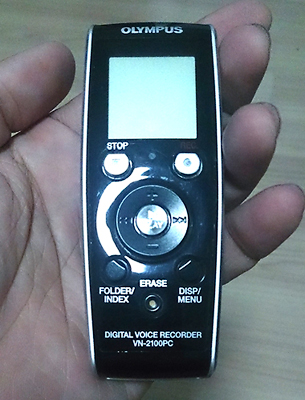 OLYMPUS
STOP
ERASE
FOLDER/
INDEX
DISP/
MENU
DIGITAL VOICE RECORDER
VN-2100PC